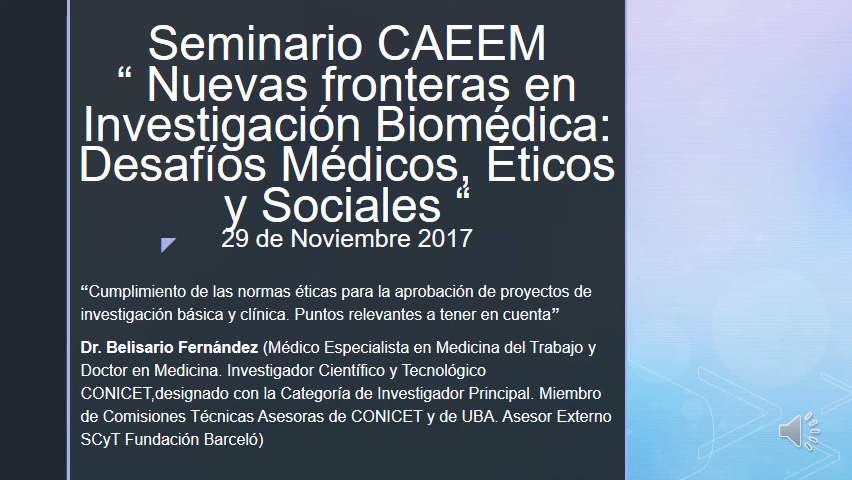 Seminario CAEEM
“ Nuevas fronteras en
Investigación Biomédica:
Desafíos Médicos, Éticos
y Sociales “
29 de Noviembre 2017
“Cumplimiento de las normas éticas para la aprobación de proyectos de
investigación básica y clínica. Puntos relevantes a tener en cuenta”
Dr. Belisario Fernández (Médico Especialista en Medicina del Trabajo y
Doctor en Medicina. Investigador Científico y Tecnológico
CONICET,designado con la Categoría de Investigador Principal. Miembro
de Comisiones Técnicas Asesoras de CONICET y de UBA. Asesor Externo
SCyT Fundación Barceló)